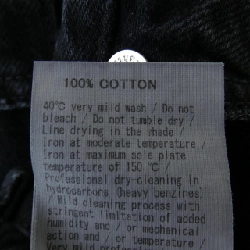 100% COTTON
40°C very mild wash / Do not
bleach / Do not tumble dry /
Line drying in the shade /
Iron at moderate temperature /
Iron at maximum sole plate
temperature of 150 °C /
Professional dry-cleaning in
hydrocarbons (heavy benzines)
/ Mild cleaning process with
stringent limitation of added
humidity and / or mechanical
action and / or temperature
/ Very mild